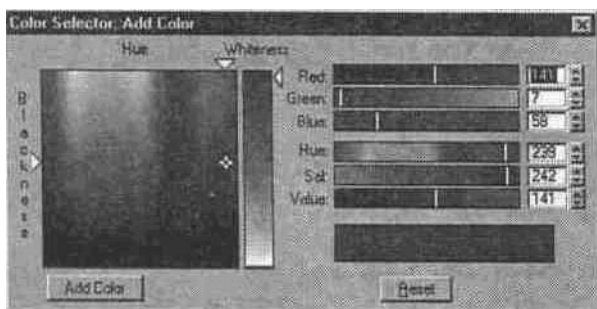 Color Selector: Add Color
Hue
Whiteness
Blackness
Red: 141
Green: 7
Blue: 59
Hue: 239
Sat: 242
Value: 141
Add Color
Reset